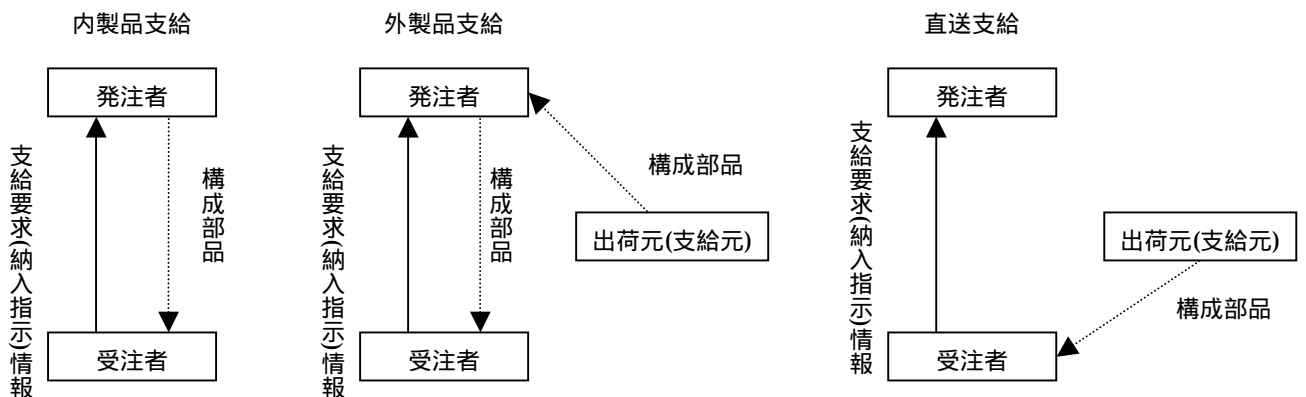 内製品支給
発注者
支給要求(納入指示)情報
構成部品
受注者
外製品支給
発注者
支給要求(納入指示)情報
構成部品
構成部品
出荷元(支給元)
受注者
直送支給
発注者
支給要求(納入指示)情報
出荷元(支給元)
構成部品
受注者